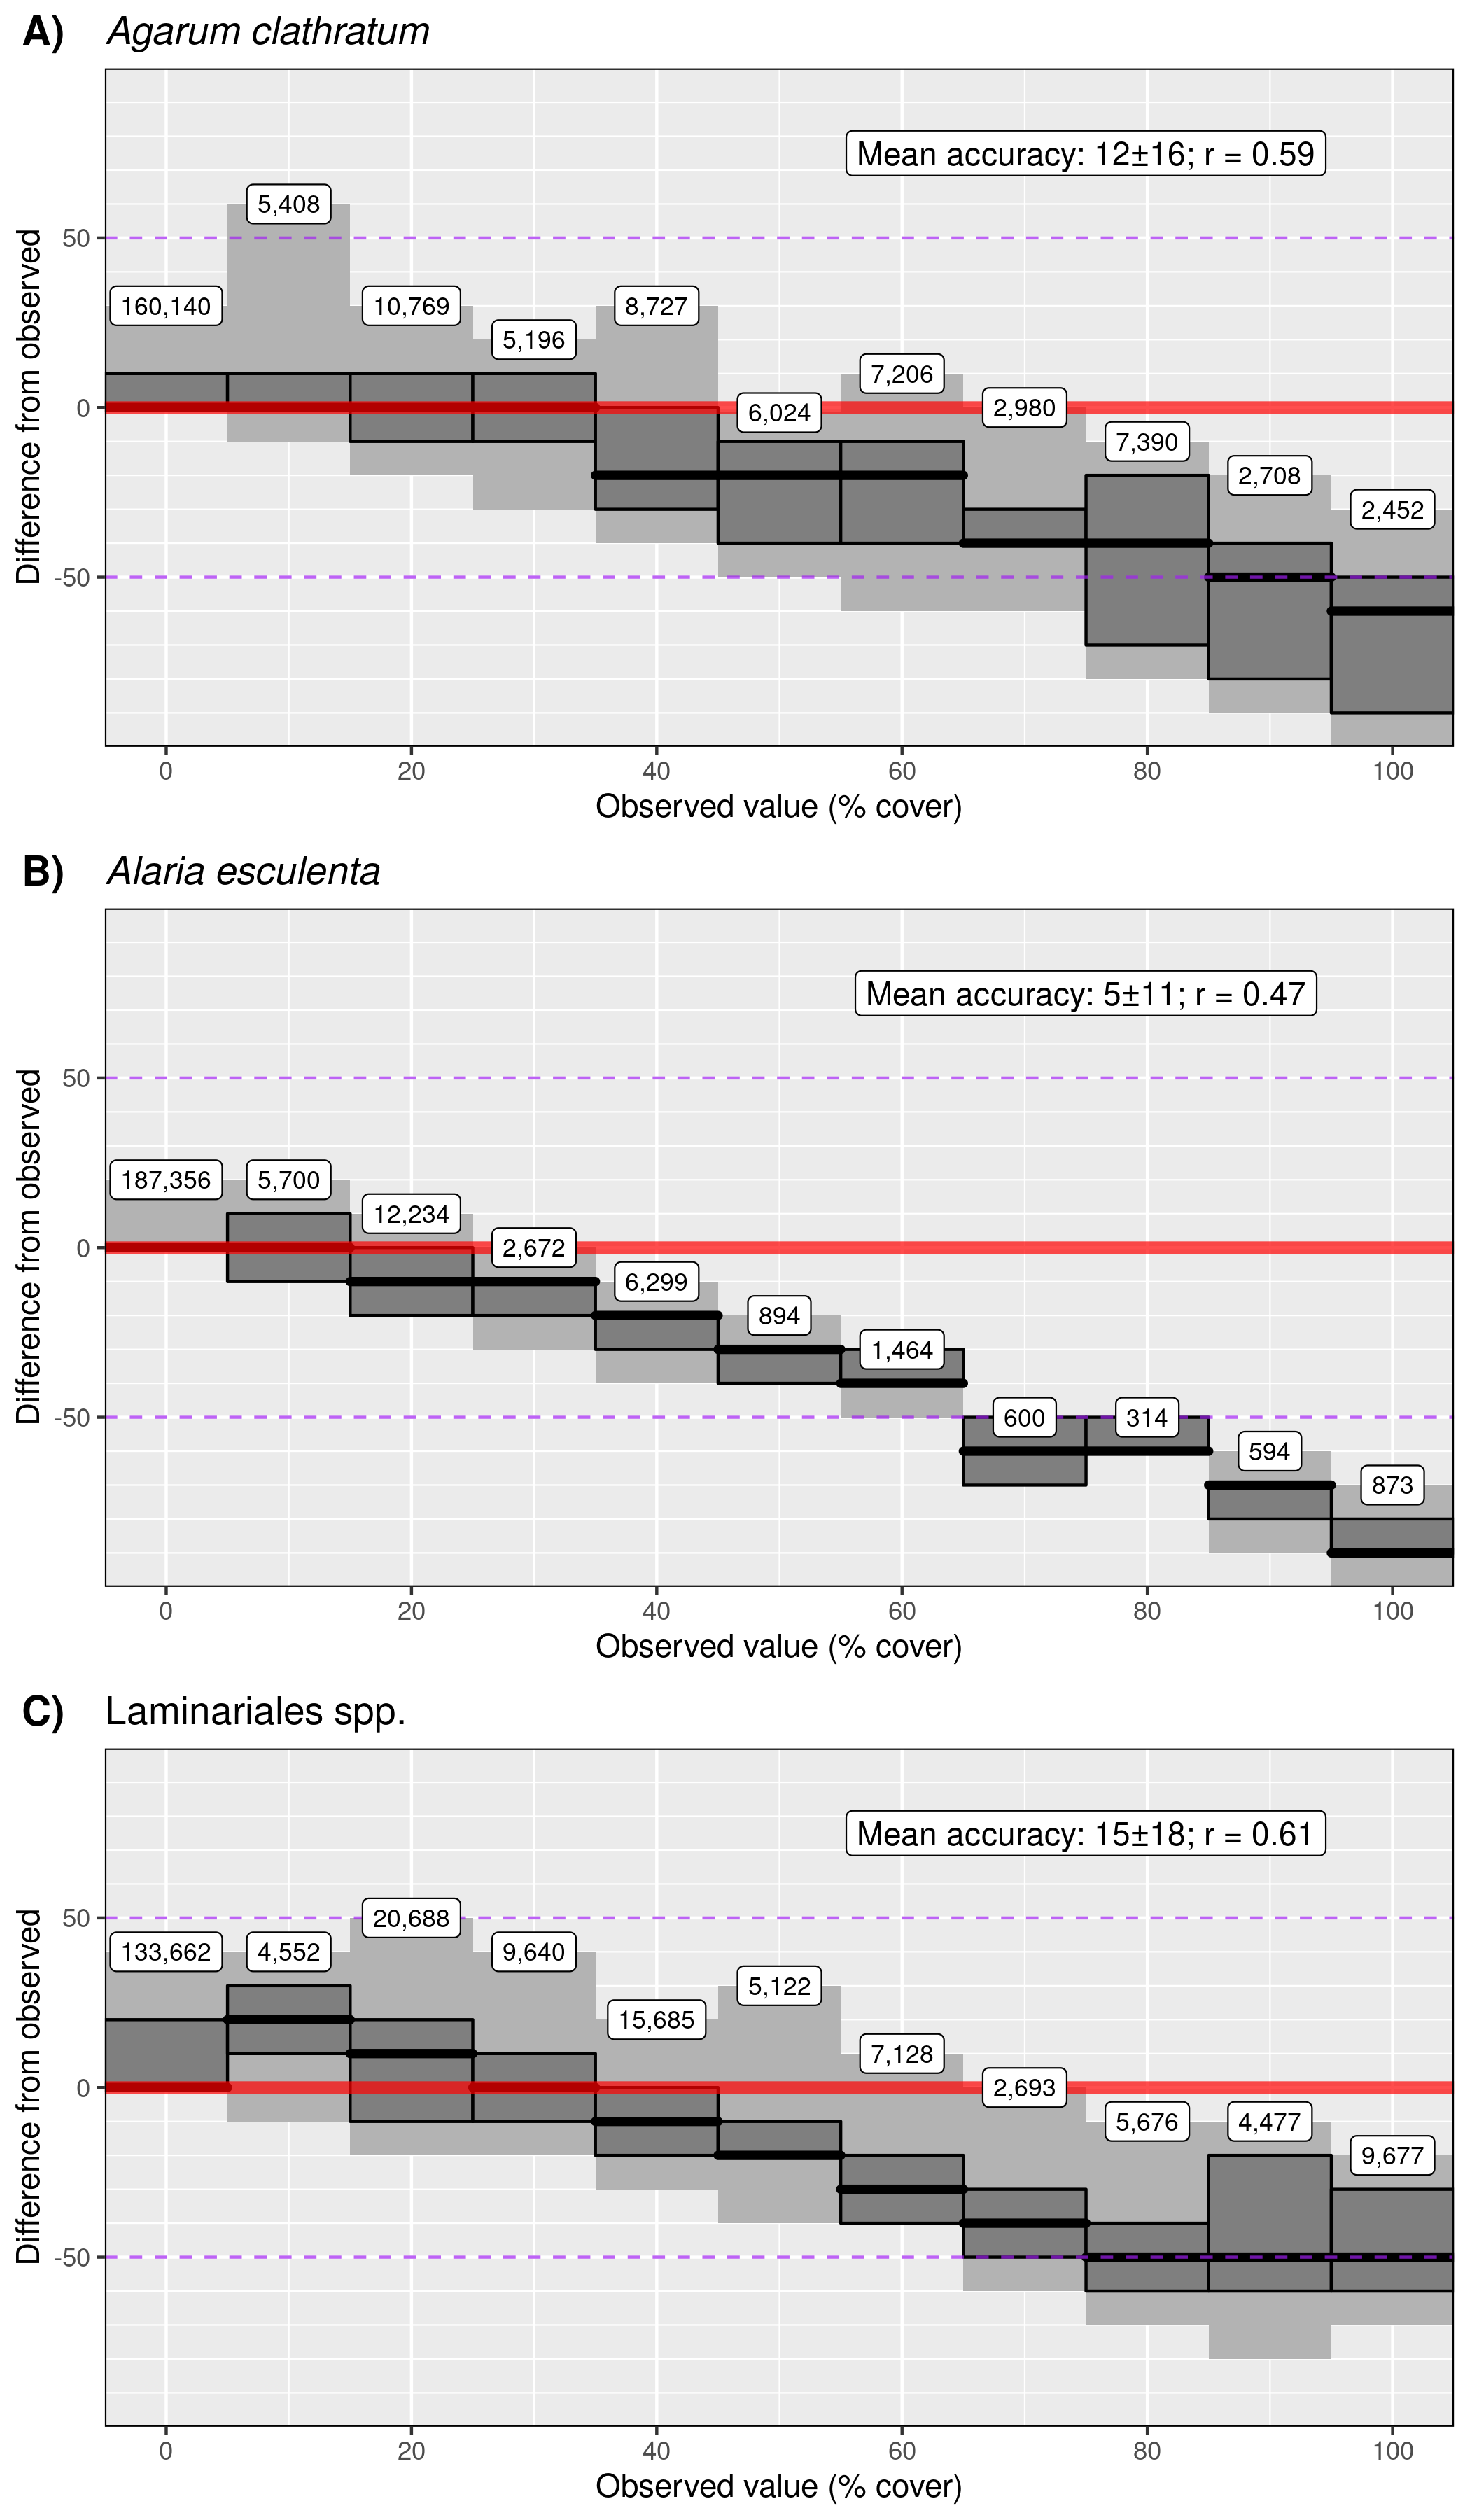 A) Agarum clathratum
Mean accuracy: 12±16; r = 0.59
5,408
50
160,140 10,769 8,727
5,196
7,206
0 6,024 2,980
7,390
2,708
2,452
-50
0 20 40 60 80 100
Observed value (% cover)
Difference from observed
B) Alaria esculenta
Mean accuracy: 5±11; r = 0.47
50
187,356 5,700
12,234
0 2,672
6,299
894
1,464
-50 600 314
594
873
0 20 40 60 80 100
Observed value (% cover)
Difference from observed
C) Laminariales spp.
Mean accuracy: 15±18; r = 0.61
50 20,688
133,662 4,552 9,640
5,122
15,685
7,128
0 2,693
5,676 4,477
9,677
-50
0 20 40 60 80 100
Observed value (% cover)
Difference from observed